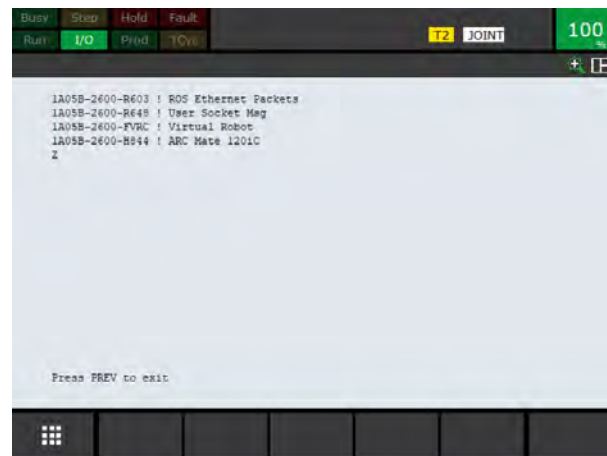 Busy Step Hold Fault
Run I/O Prod TCyc
T2 JOINT
100
%
1A05B-2600-R603 ! ROS Ethernet Packets
1A05B-2600-R648 ! User Socket Msg
1A05B-2600-FVRC ! Virtual Robot
1A05B-2600-H844 ! ARC Mate 120iC
Z
Press PREV to exit